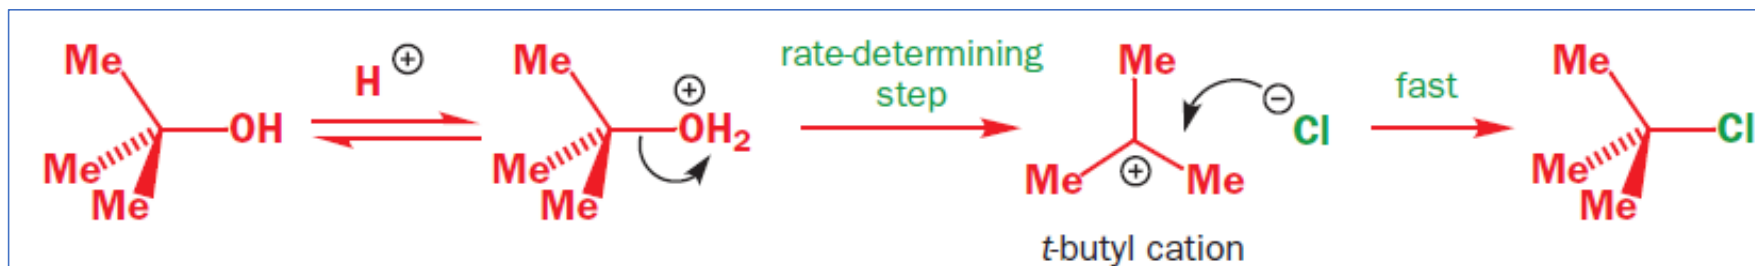 Me
OH
Me
Me
H ⊕
Me
⊕
OH₂
Me
Me
rate-determining
step
Me
⊕
Me
Me
t-butyl cation
⊖
Cl
fast
Me
Cl
Me
Me